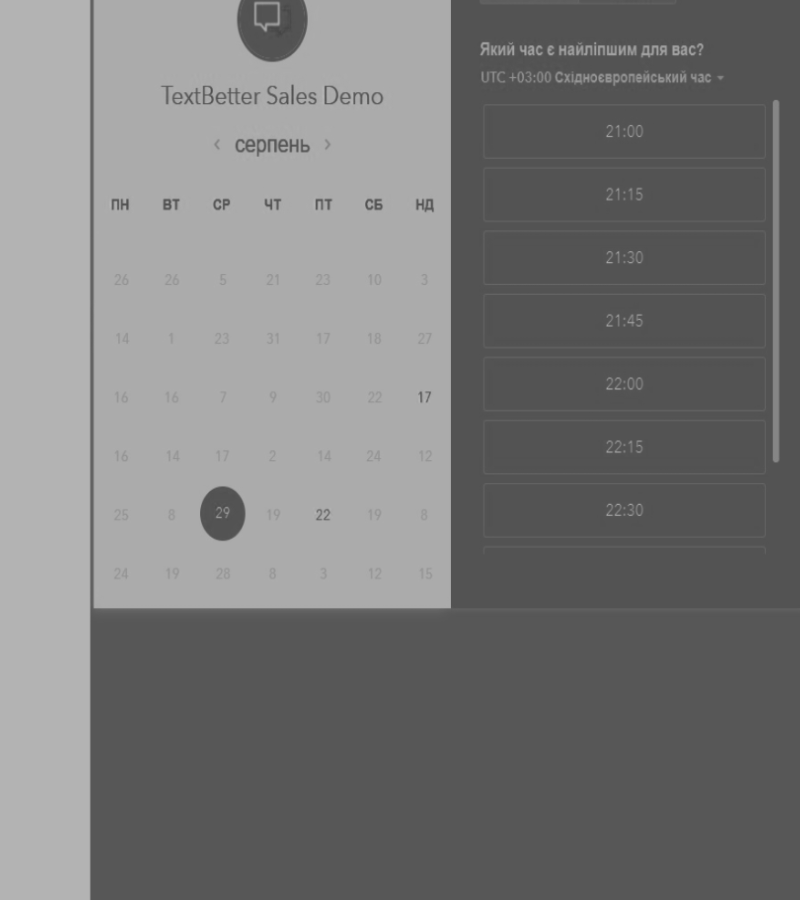 TextBetter Sales Demo
серпень
ПН ВТ СР ЧТ ПТ СБ НД
26 26 5 21 23 10 3
14 1 23 31 17 18 27
16 16 7 9 30 22 17
16 14 17 2 14 24 12
25 8 29 19 22 19 8
24 19 28 8 3 12 15
Який час є найліпшим для вас?
UTC +03:00 Східноєвропейський час
21:00
21:15
21:30
21:45
22:00
22:15
22:30